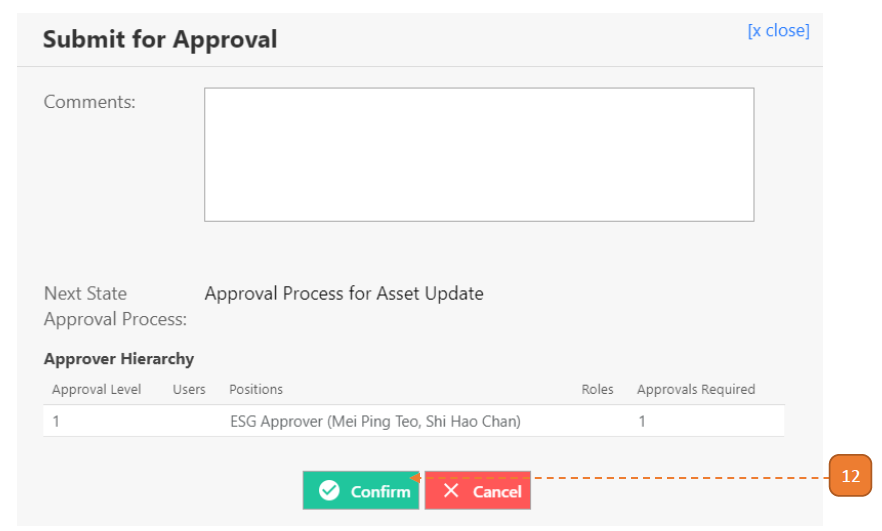 Submit for Approval
[x close]
Comments:
Next State
Approval Process:
Approval Process for Asset Update
Approver Hierarchy
Approval Level Users Positions Roles Approvals Required
1 ESG Approver (Mei Ping Teo, Shi Hao Chan) 1
Confirm Cancel
12